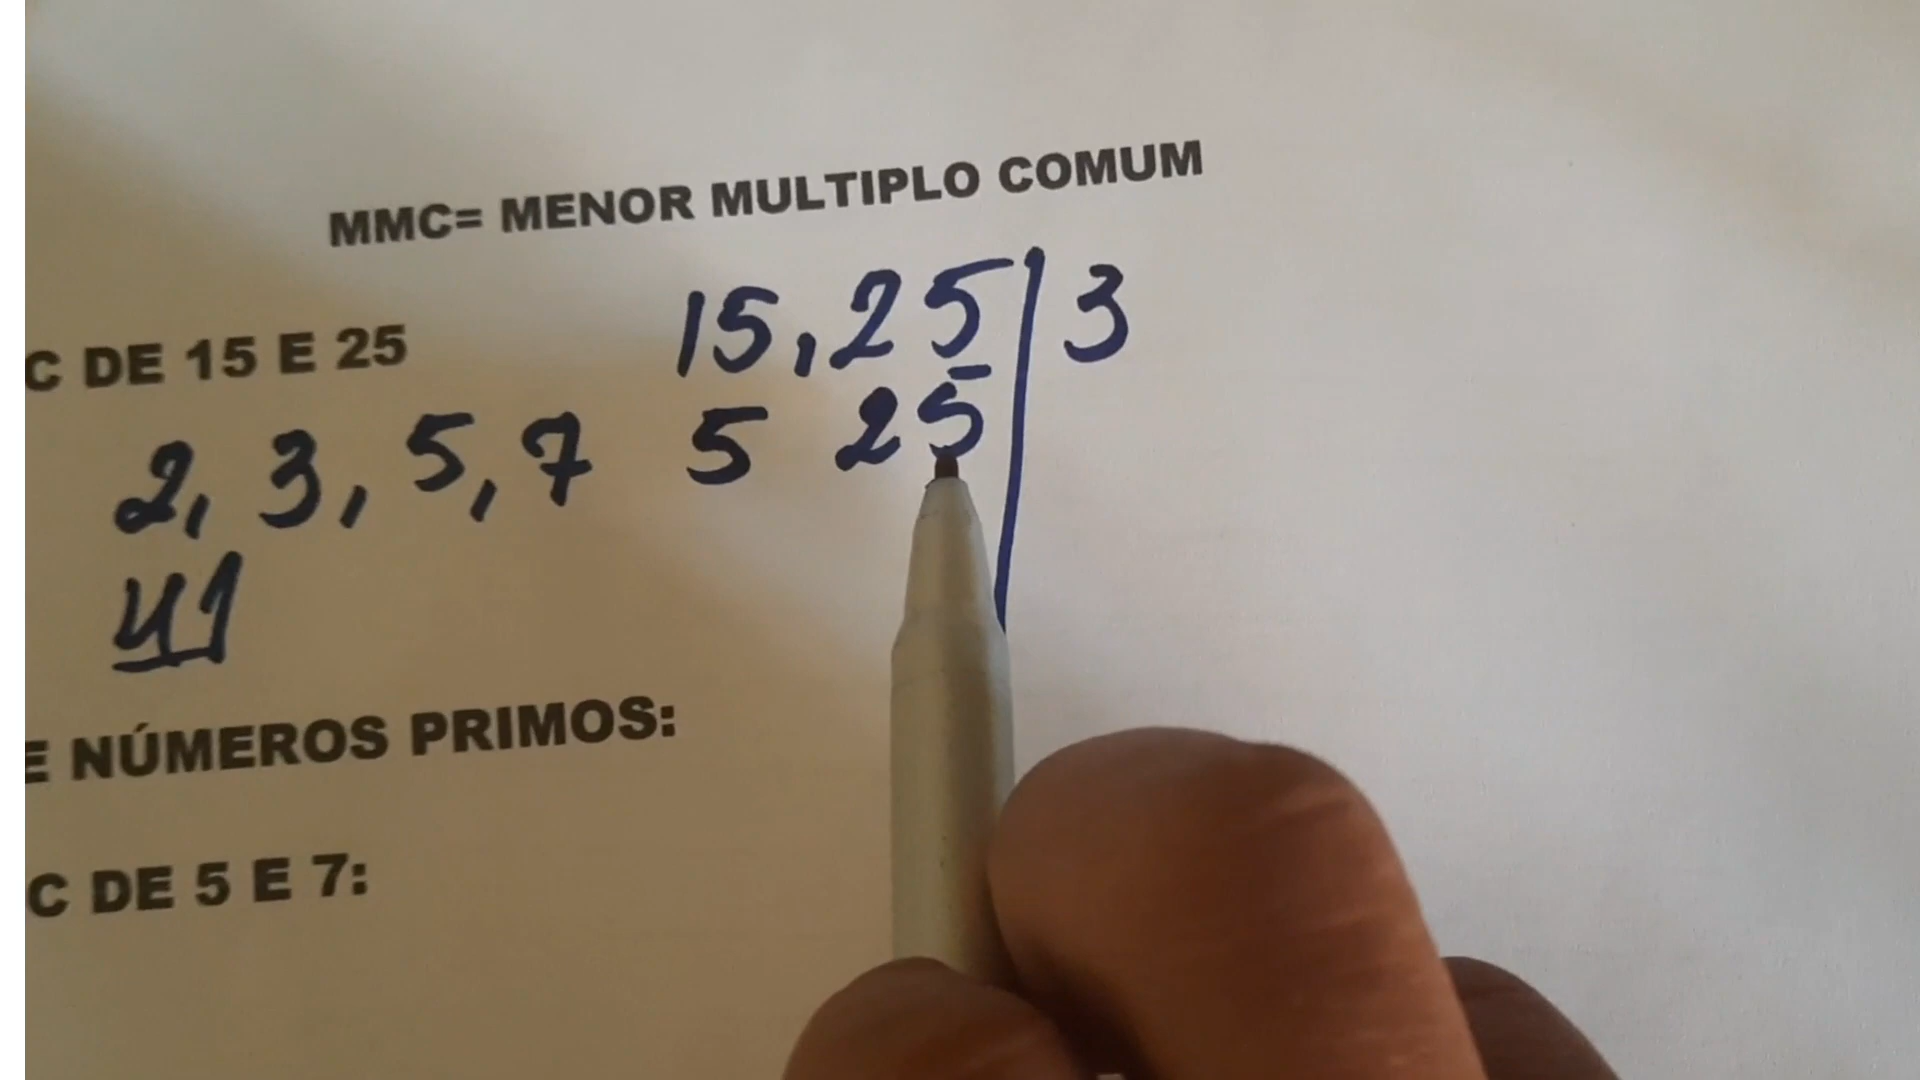 MMC= MENOR MULTIPLO COMUM
15,25 3
C DE 15 E 25
5 25
2, 3, 5, 7
11
E NÚMEROS PRIMOS:
C DE 5 E 7: